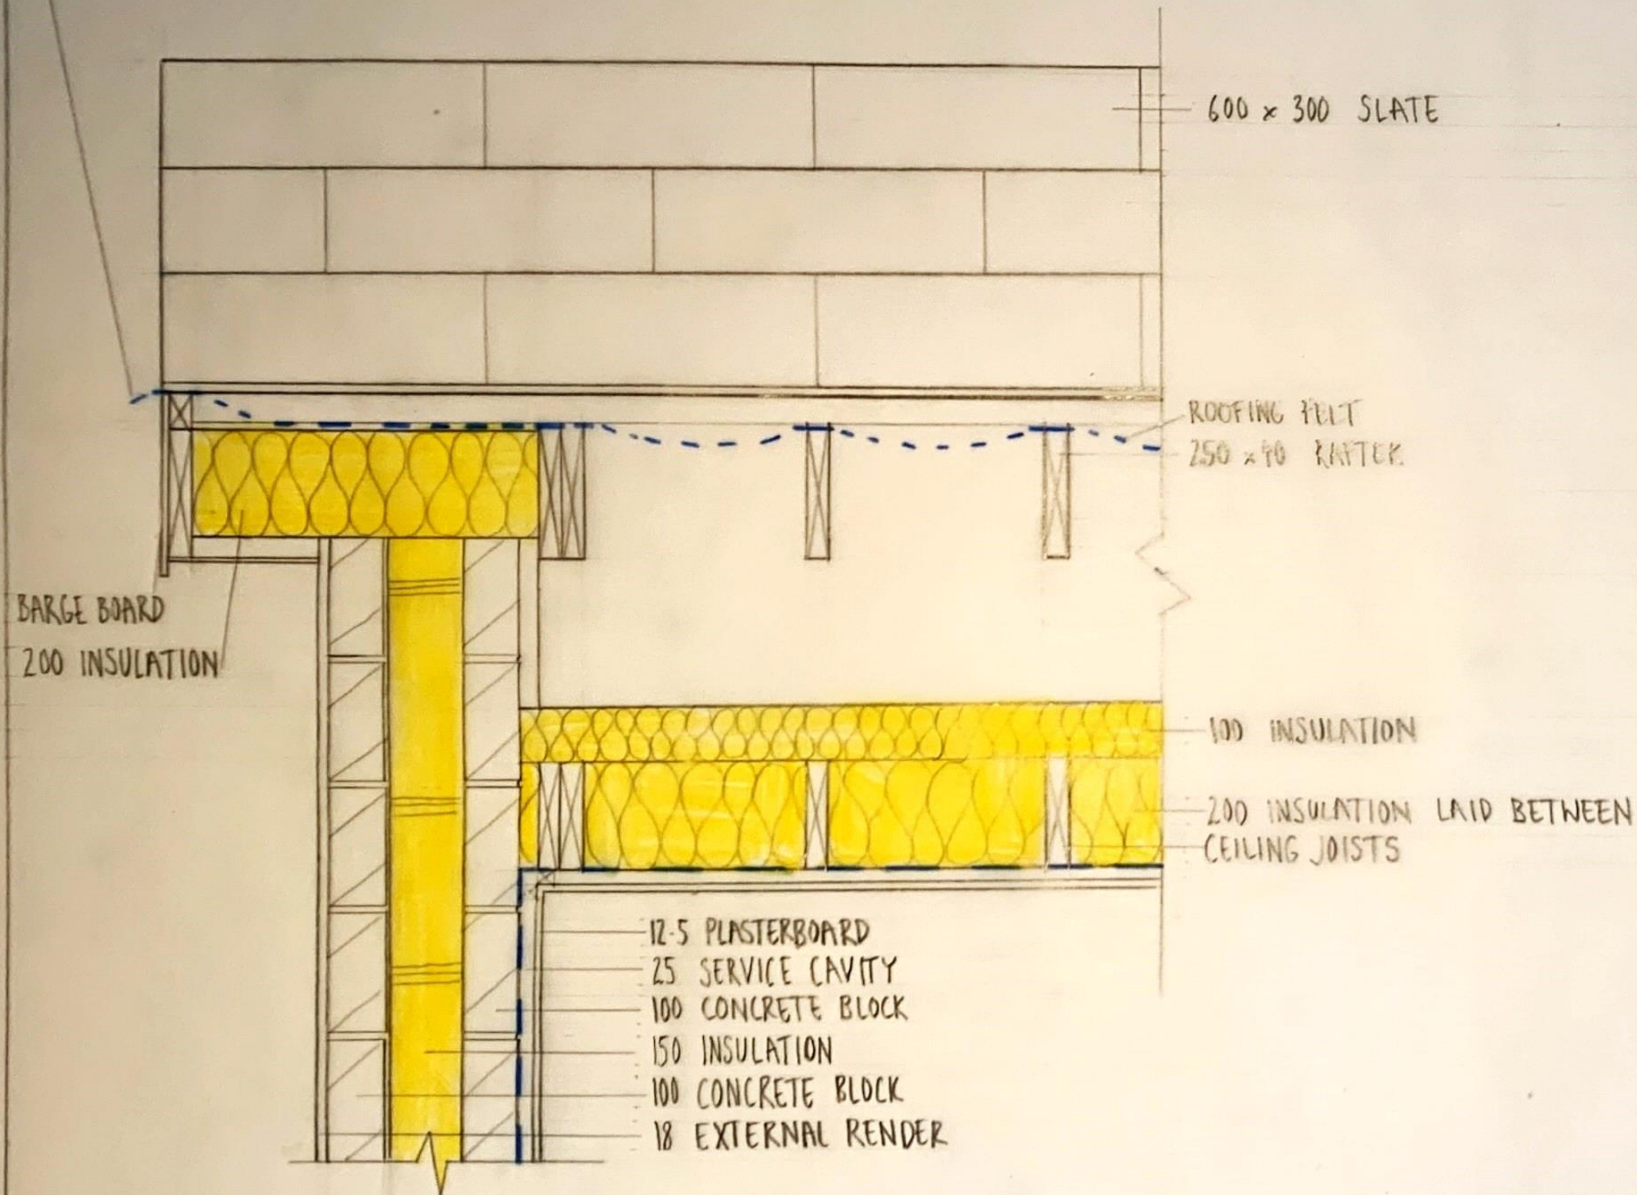 600 x 300 SLATE
ROOFING FELT
250 x 40 RAFTER
BARGE BOARD
200 INSULATION
100 INSULATION
200 INSULATION LAID BETWEEN
CEILING JOISTS
12.5 PLASTERBOARD
25 SERVICE CAVITY
100 CONCRETE BLOCK
150 INSULATION
100 CONCRETE BLOCK
18 EXTERNAL RENDER